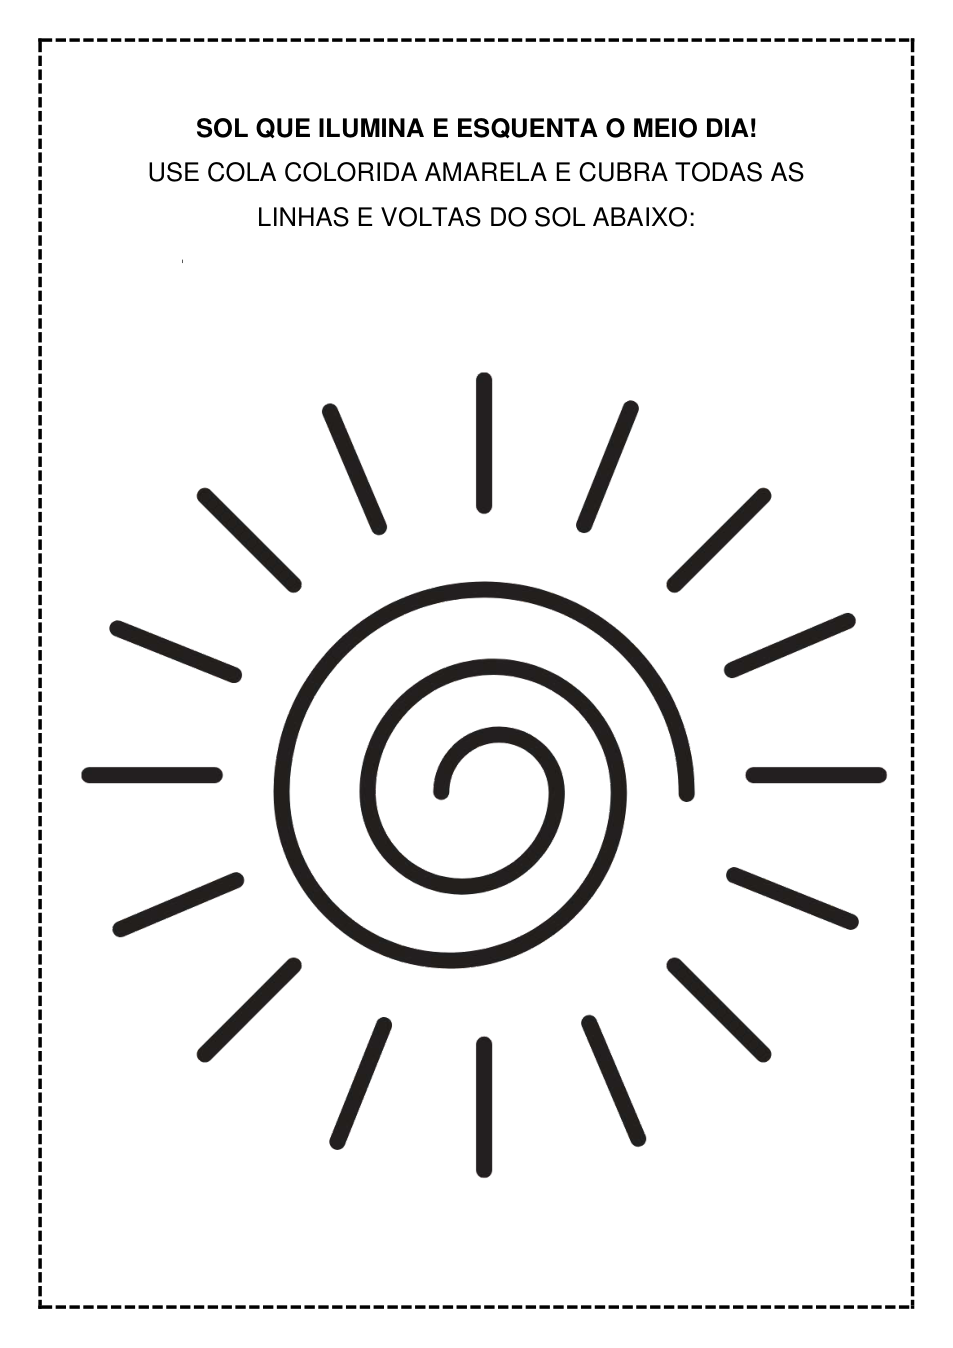 SOL QUE ILUMINA E ESQUENTA O MEIO DIA!
USE COLA COLORIDA AMARELA E CUBRA TODAS AS
LINHAS E VOLTAS DO SOL ABAIXO: